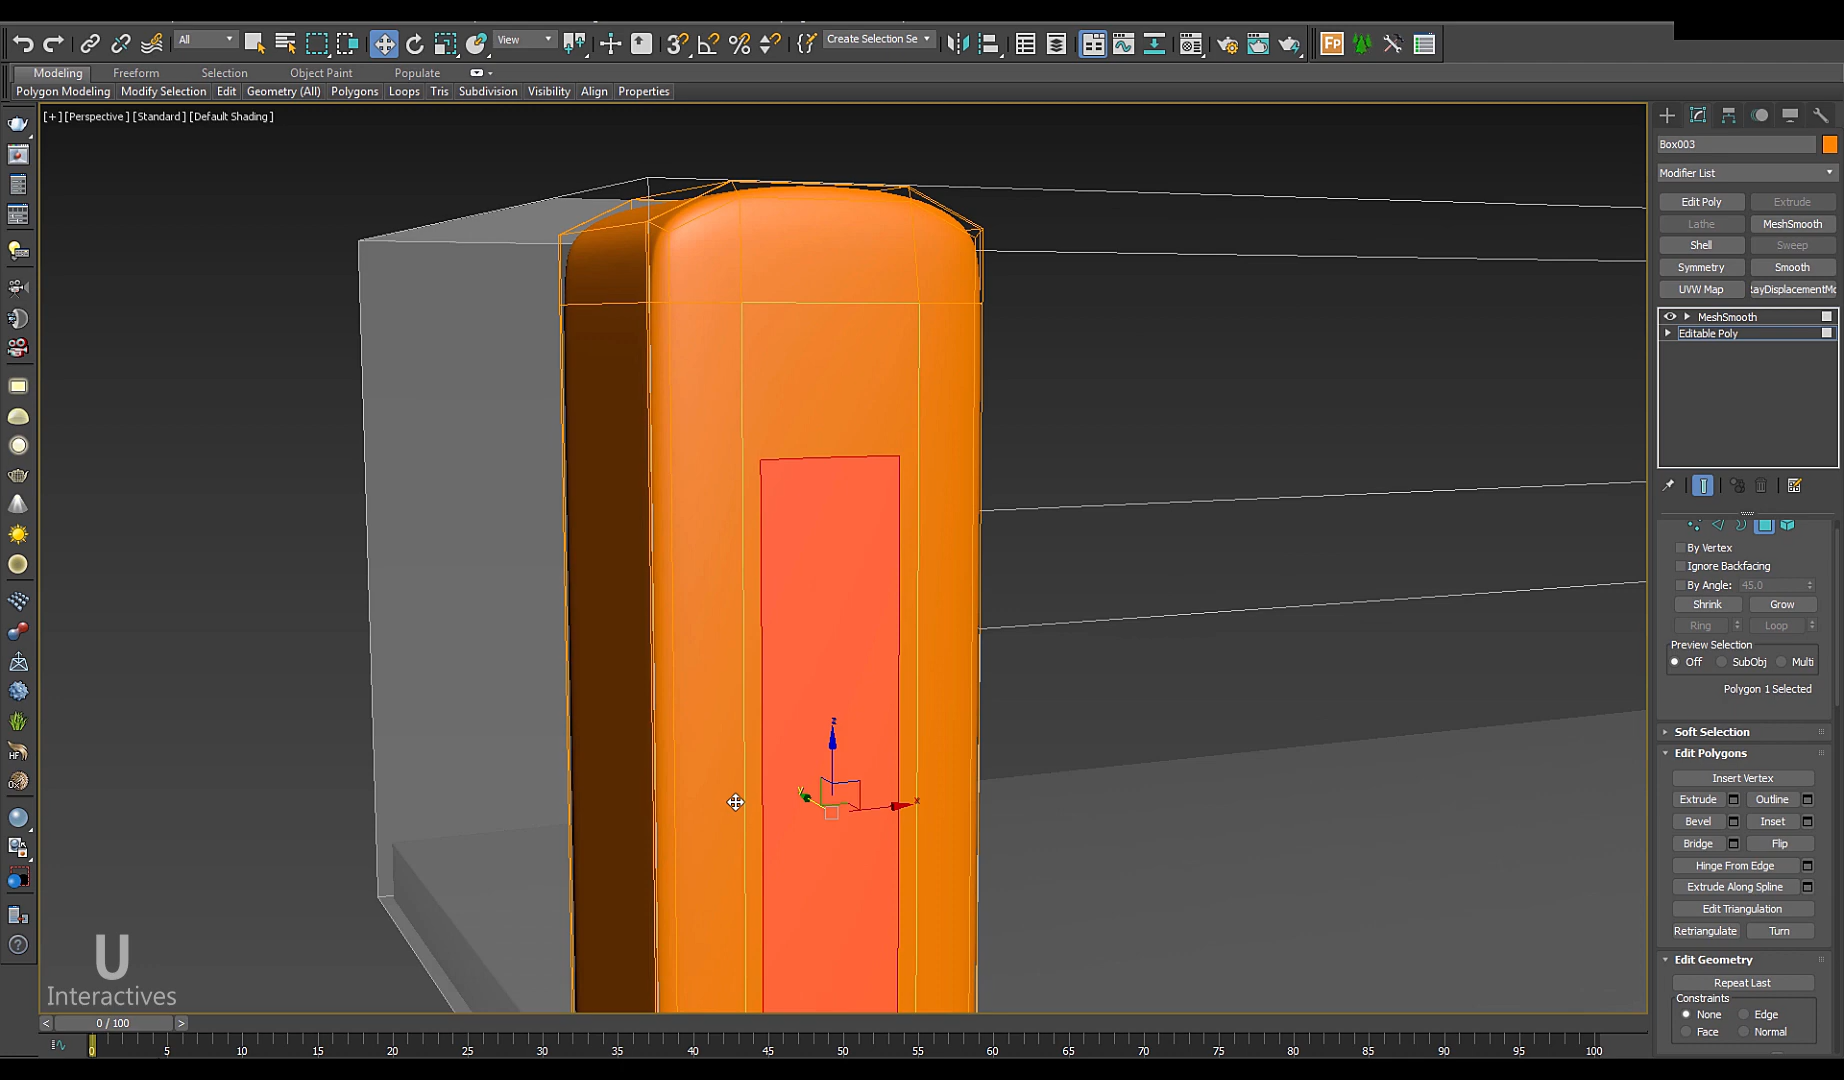 All
View
Create Selection Se
Fp
Modeling Freeform Selection Object Paint Populate
Polygon Modeling Modify Selection Edit Geometry (All) Polygons Loops Tris Subdivision Visibility Align Properties
[+] [Perspective ] [Standard ] [Default Shading ]
Box003
Modifier List
Edit Poly Extrude
Lathe MeshSmooth
Shell Sweep
Symmetry Smooth
UVW Map ayDisplacementMo
MeshSmooth
Editable Poly
By Vertex
Ignore Backfacing
By Angle: 45.0
Shrink Grow
Ring Loop
Preview Selection
Off SubObj Multi
Polygon 1 Selected
Soft Selection
Edit Polygons
Insert Vertex
Extrude Outline
Bevel Inset
Bridge Flip
Hinge From Edge
Extrude Along Spline
Edit Triangulation
Retriangulate Turn
Edit Geometry
Repeat Last
Constraints
None Edge
Face Normal
z
y
x
HF
U
Interactives
< 0 / 100 >
0 5 10 15 20 25 30 35 40 45 50 55 60 65 70 75 80 85 90 95 100